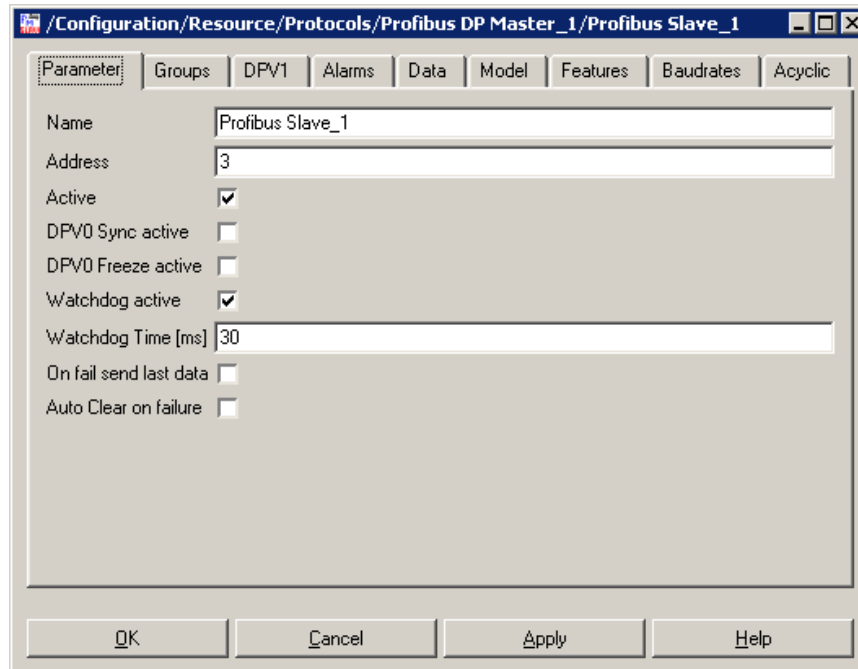 /Configuration/Resource/Protocols/Profibus DP Master_1/Profibus Slave_1
Parameter Groups DPV1 Alarms Data Model Features Baudrates Acyclic
Name Profibus Slave_1
Address 3
Active
DPV0 Sync active
DPV0 Freeze active
Watchdog active
Watchdog Time [ms] 30
On fail send last data
Auto Clear on failure
OK Cancel Apply Help